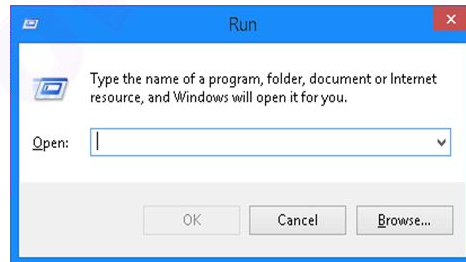 Run
Type the name of a program, folder, document or Internet
resource, and Windows will open it for you.
Open:
OK Cancel Browse...